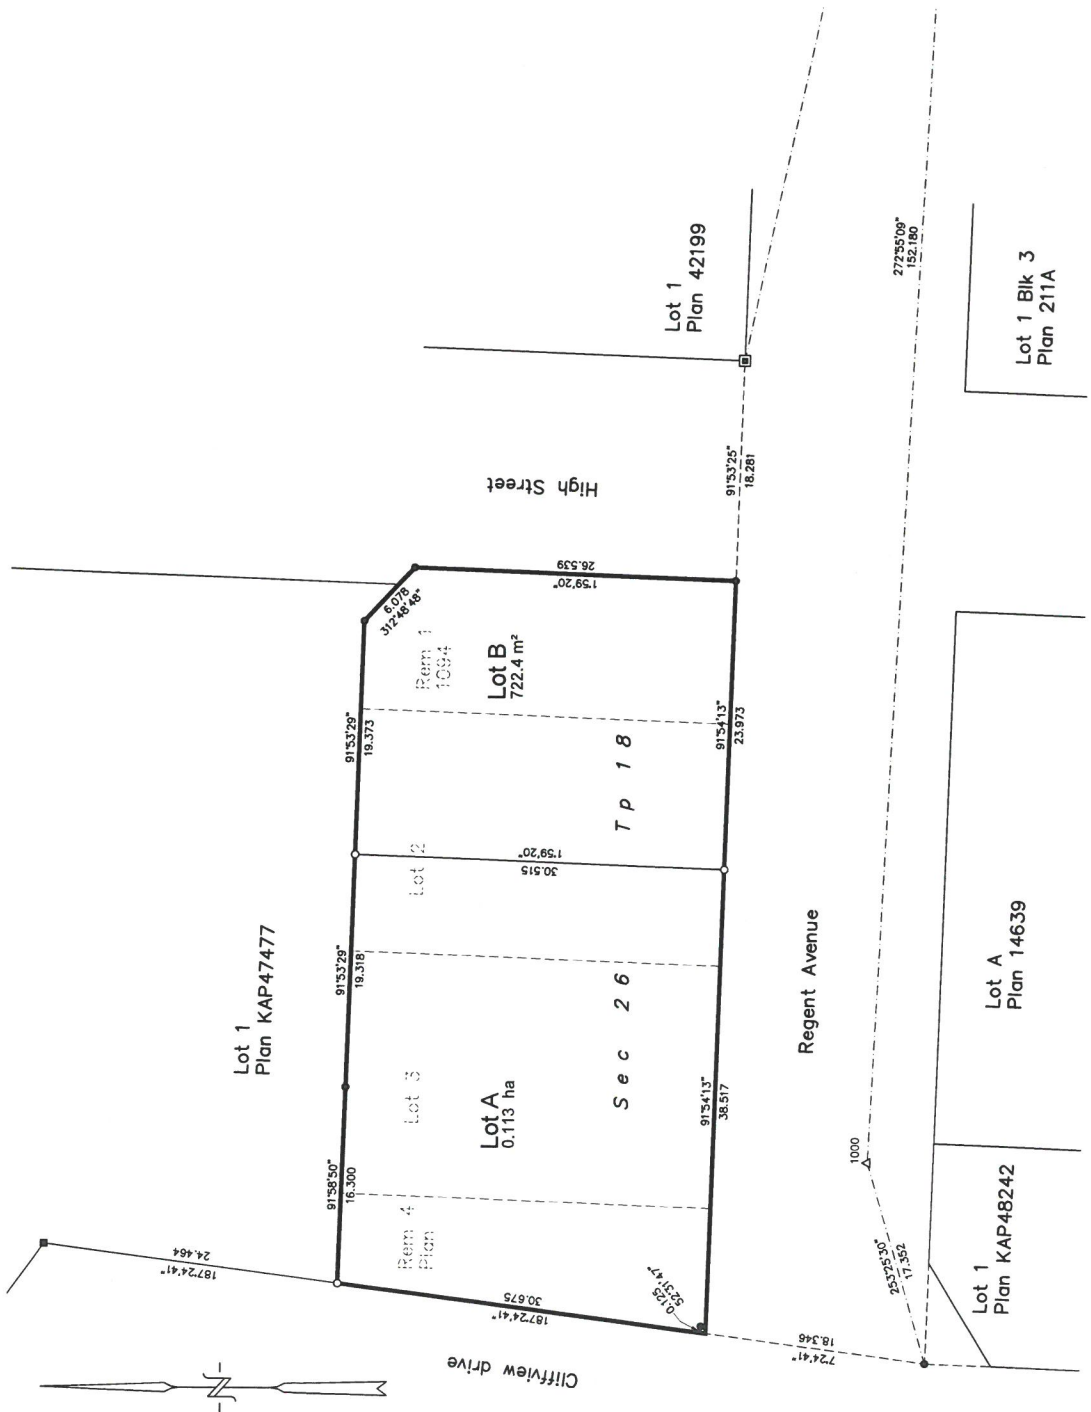 Lot 1
Plan KAP47477
Lot 1
Plan 42199
Lot 1 Blk 3
Plan 211A
High Street
Cliffview drive
Regent Avenue
187°24'41"
24.464
91°58'50"
16.300
91°53'29"
19.318
91°53'29"
19.373
6.078
312°48'48"
26.539
1°59'20"
91°53'25"
18.281
272°55'09"
152.180
Rem 4
Plan
Lot 3
Lot 2
Rem 1
1094
Lot A
0.113 ha
Lot B
722.4 m²
Sec 26
Tp 18
1°59'20"
30.515
187°24'41"
30.675
0.125
52°31'47"
91°54'13"
38.517
91°54'13"
23.973
7°24'41"
18.346
253°25'30"
17.352
1000
Lot 1
Plan KAP48242
Lot A
Plan 14639